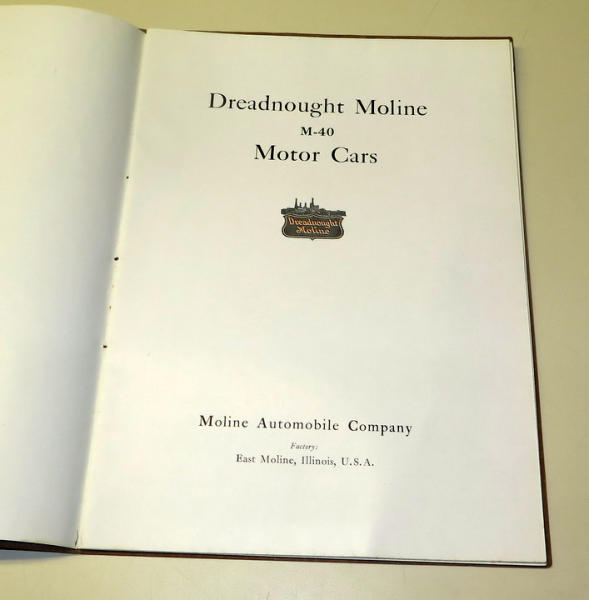 Dreadnought Moline
M-40
Motor Cars
Dreadnought
Moline
Moline Automobile Company
Factory:
East Moline, Illinois, U.S.A.